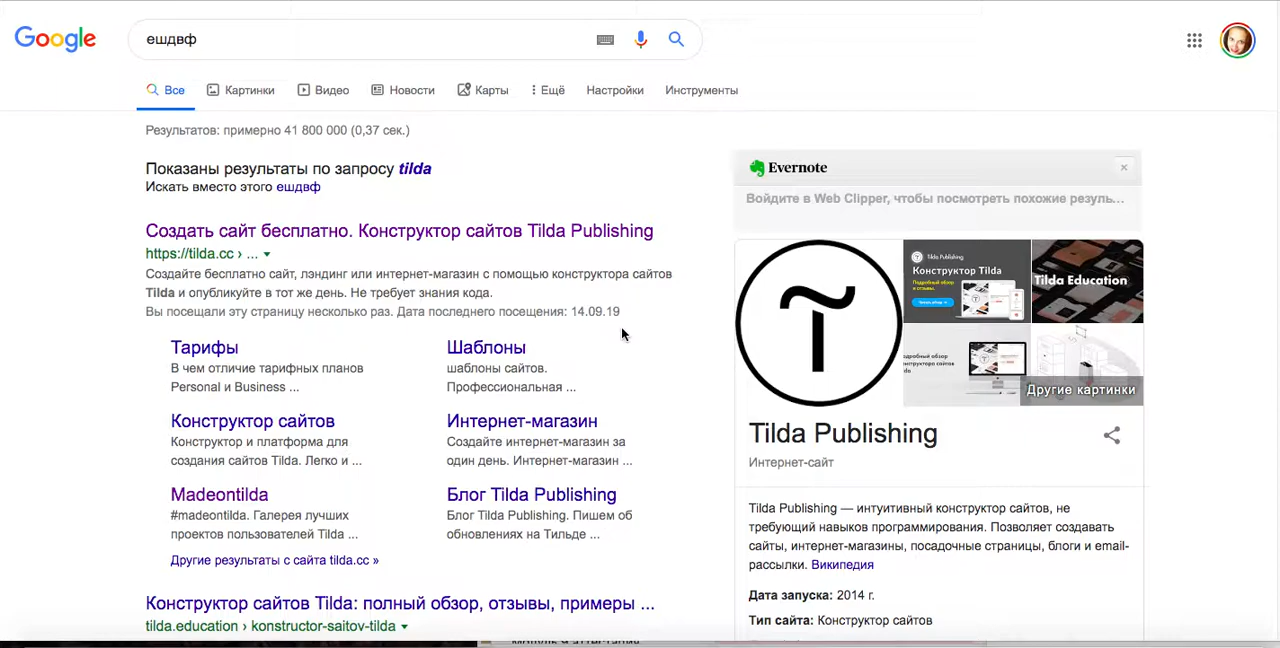 Google
ешдвф
Все
Картинки
Видео
Новости
Карты
Ещё
Настройки
Инструменты
Результатов: примерно 41 800 000 (0,37 сек.)
Показаны результаты по запросу tilda
Искать вместо этого ешдвф
Создать сайт бесплатно. Конструктор сайтов Tilda Publishing
https://tilda.cc › ...
Создайте бесплатно сайт, лэндинг или интернет-магазин с помощью конструктора сайтов
Tilda и опубликуйте в тот же день. Не требует знания кода.
Вы посещали эту страницу несколько раз. Дата последнего посещения: 14.09.19
Тарифы
В чем отличие тарифных планов
Personal и Business ...
Шаблоны
шаблоны сайтов.
Профессиональная ...
Конструктор сайтов
Конструктор и платформа для
создания сайтов Tilda. Легко и ...
Интернет-магазин
Создайте интернет-магазин за
один день. Интернет-магазин ...
Madeontilda
#madeontilda. Галерея лучших
проектов пользователей Tilda ...
Блог Tilda Publishing
Блог Tilda Publishing. Пишем об
обновлениях на Тильде ...
Другие результаты с сайта tilda.cc »
Конструктор сайтов Tilda: полный обзор, отзывы, примеры ...
tilda.education › konstructor-saitov-tilda
Evernote
Войдите в Web Clipper, чтобы посмотреть похожие резуль...
Tilda Publishing
Конструктор Tilda
Tilda Education
Другие картинки
Tilda Publishing
Интернет-сайт
Tilda Publishing — интуитивный конструктор сайтов, не
требующий навыков программирования. Позволяет создавать
сайты, интернет-магазины, посадочные страницы, блоги и email-
рассылки. Википедия
Дата запуска: 2014 г.
Тип сайта: Конструктор сайтов